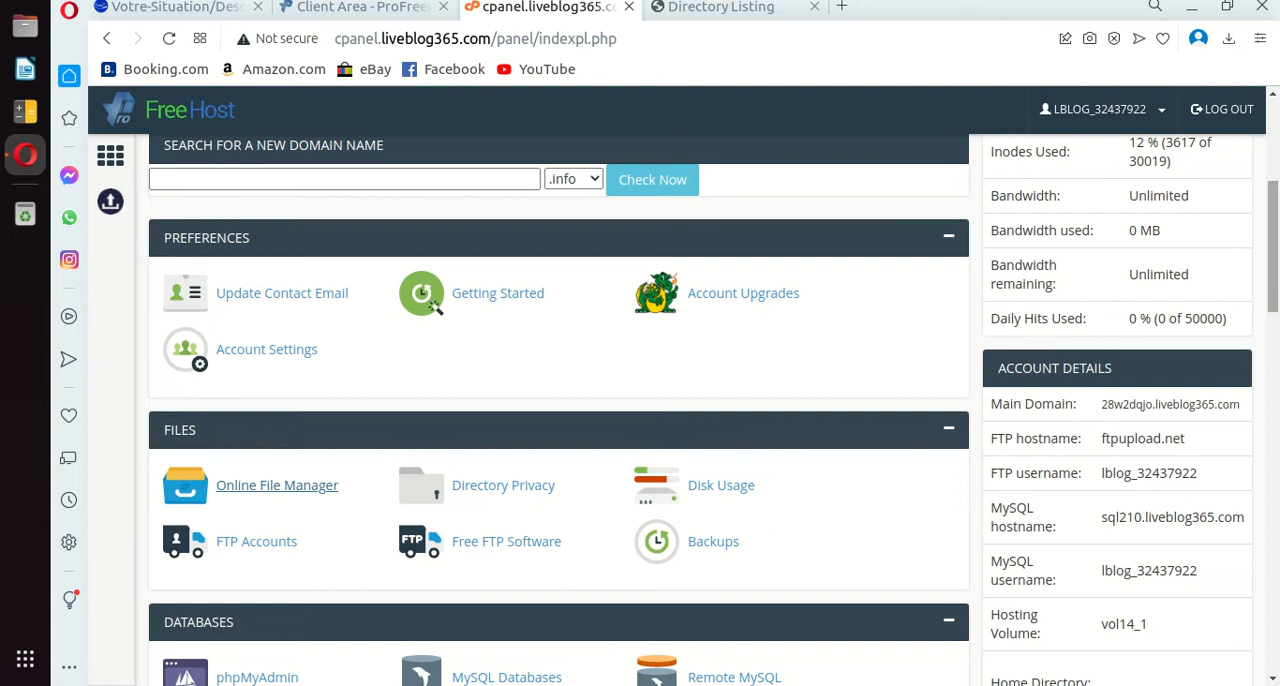 Votre-Situation/Des
Client Area - ProFreeH
cpanel.liveblog365.co
Directory Listing
Not secure
cpanel.liveblog365.com/panel/indexpl.php
B. Booking.com
a Amazon.com
eBay
Facebook
YouTube
Pro FreeHost
LBLOG_32437922
LOG OUT
SEARCH FOR A NEW DOMAIN NAME
.info
Check Now
PREFERENCES
Update Contact Email
Getting Started
Account Upgrades
Account Settings
FILES
Online File Manager
Directory Privacy
Disk Usage
FTP Accounts
FTP
Free FTP Software
Backups
DATABASES
phpMyAdmin
MySQL Databases
Remote MySQL
Inodes Used: 12 % (3617 of
30019)
Bandwidth: Unlimited
Bandwidth used: 0 MB
Bandwidth
remaining: Unlimited
Daily Hits Used: 0 % (0 of 50000)
ACCOUNT DETAILS
Main Domain: 28w2dqjo.liveblog365.com
FTP hostname: ftpupload.net
FTP username: lblog_32437922
MySQL
hostname: sql210.liveblog365.com
MySQL
username: lblog_32437922
Hosting
Volume: vol14_1
Home Directory: